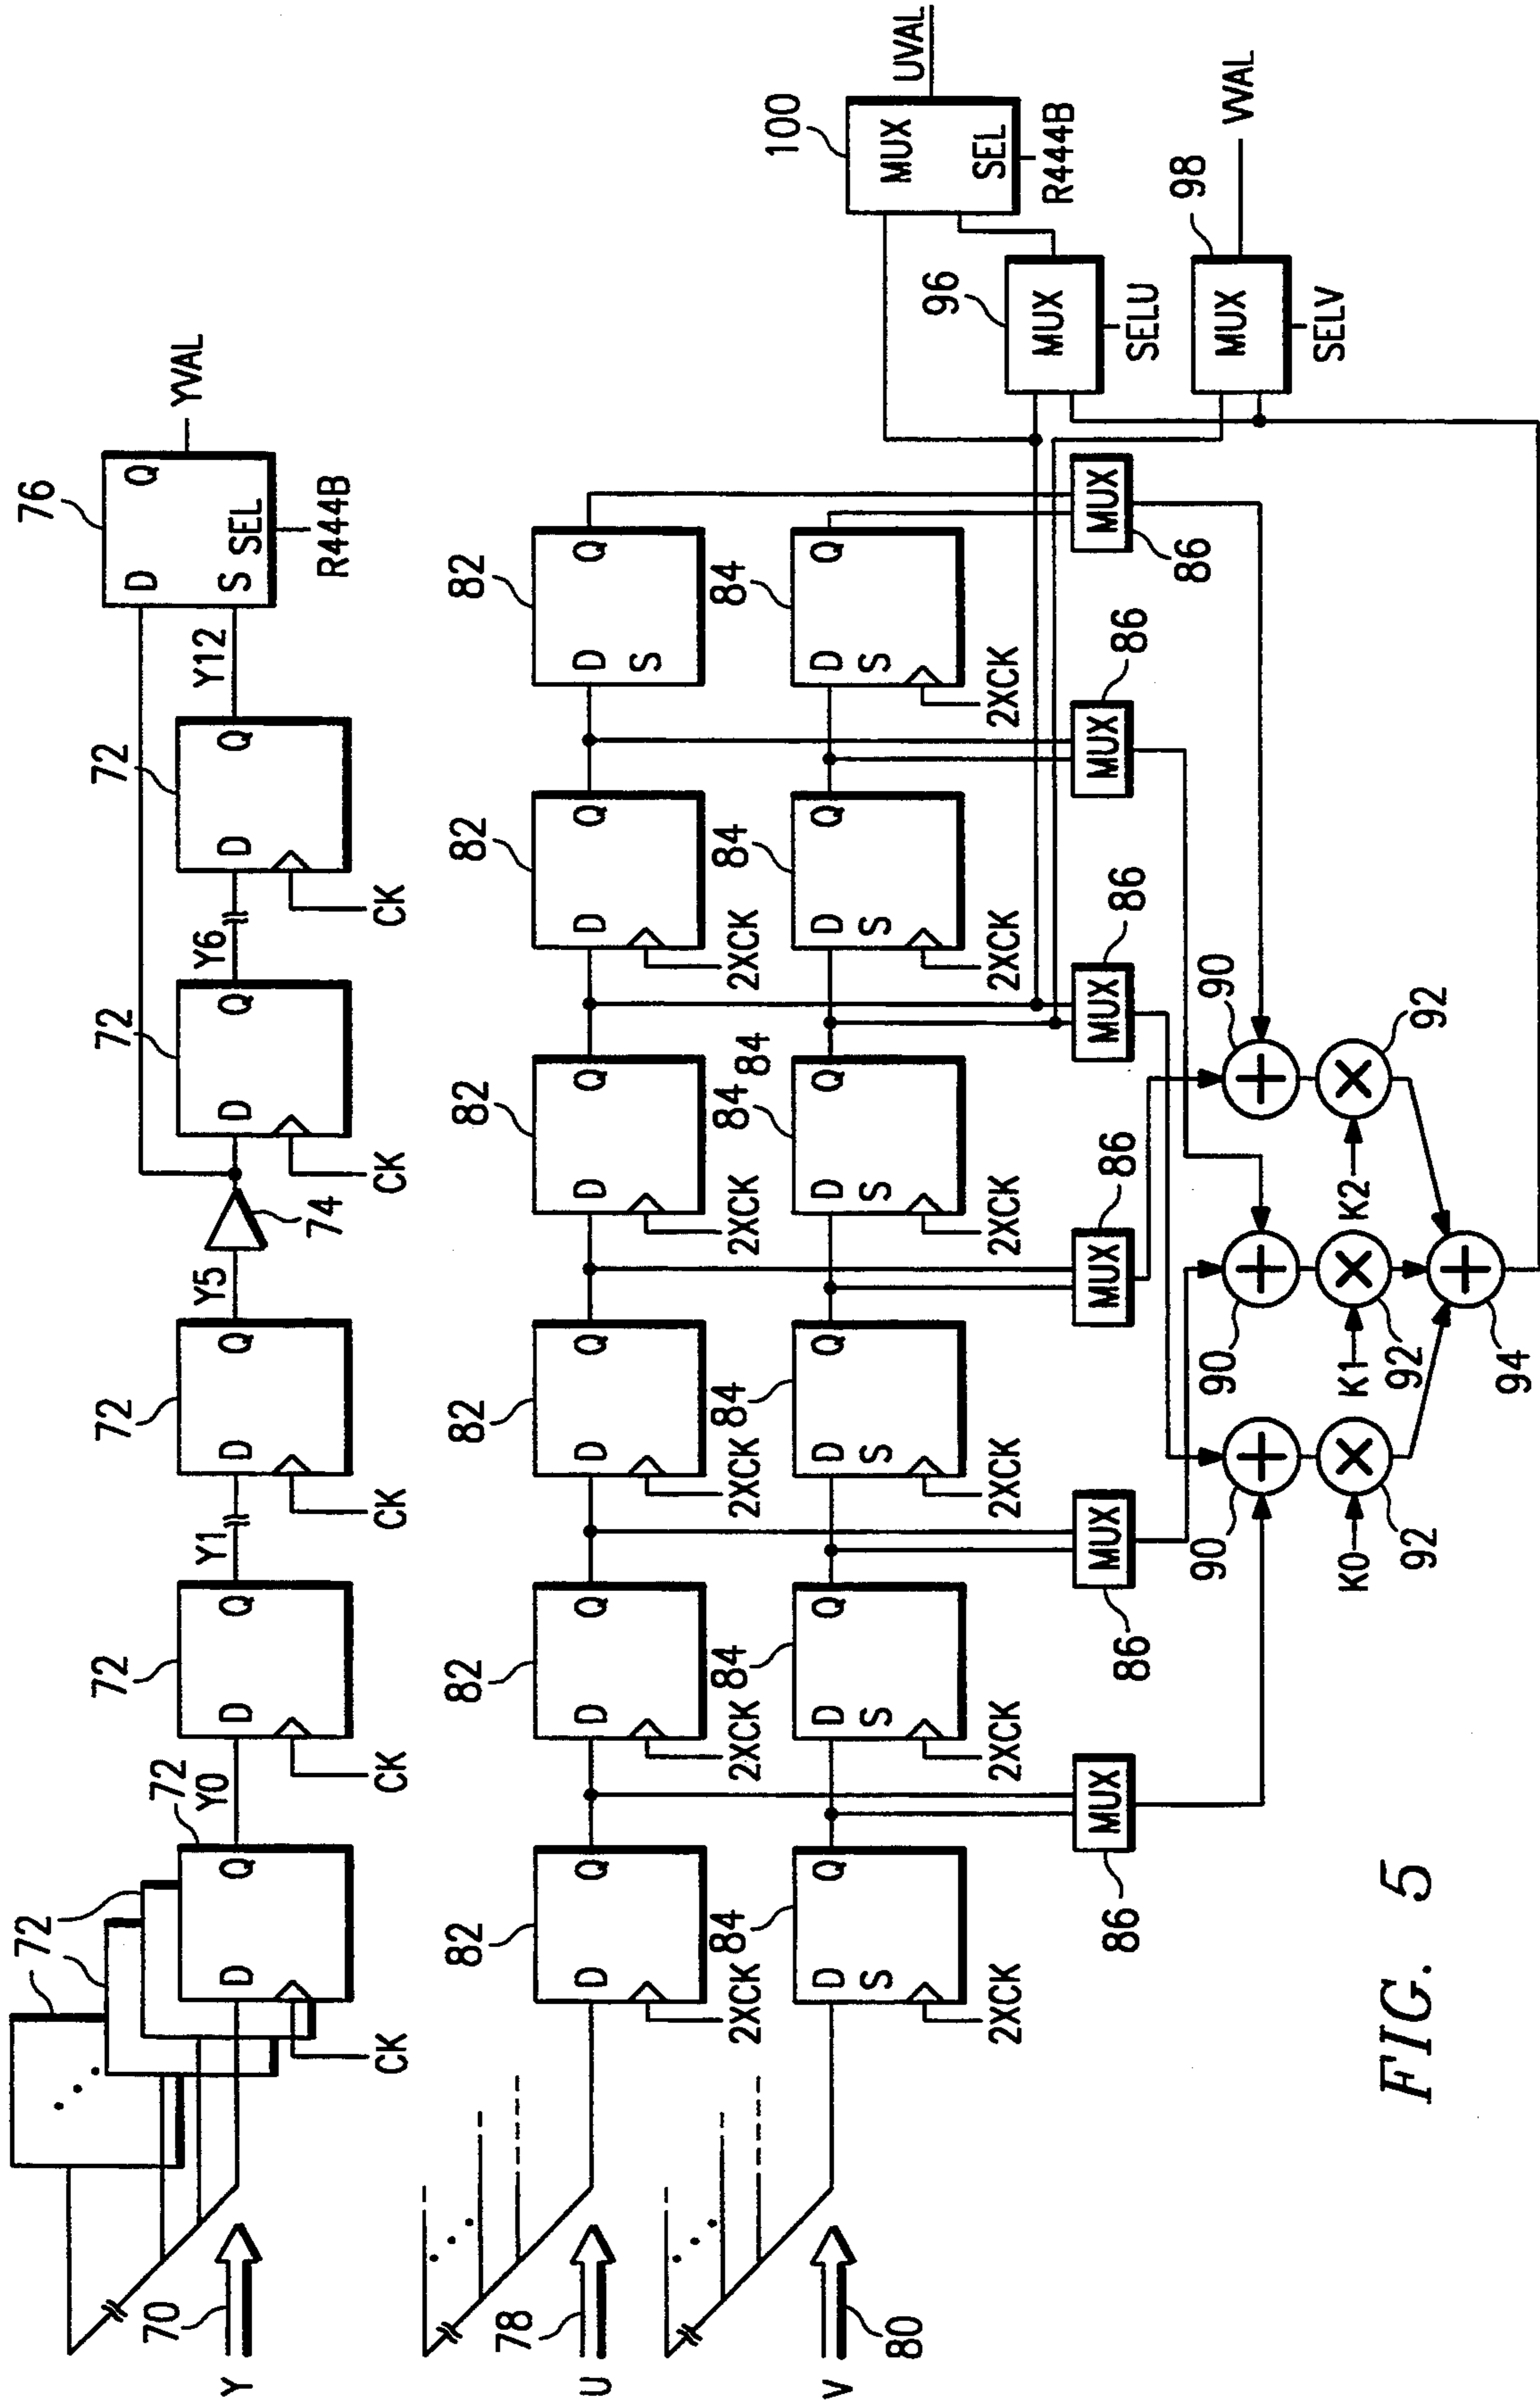 72 76
72 72 72 72
D Q YVAL
70 72
Y D Q Y0 D Q Y1 D Q Y5 D Q Y6 D Q Y12 S SEL
74 R444B
CK CK CK CK CK
82 82 82 82 82 82
78
U D Q D Q D Q D Q D Q D Q
S
84 84 84 84 84 84 84
2XCK 2XCK 2XCK 2XCK 2XCK
80
V D Q D Q D Q D Q D Q D Q
S S S S S S
100
MUX UVAL
SEL
R444B
96
2XCK 2XCK 2XCK 2XCK 2XCK 2XCK
MUX
SELU
MUX MUX MUX MUX MUX MUX
86 86 86 86 86 86
98
MUX VVAL
SELV
90 90 90
K0 K1 K2
92 92 92
94
FIG. 5